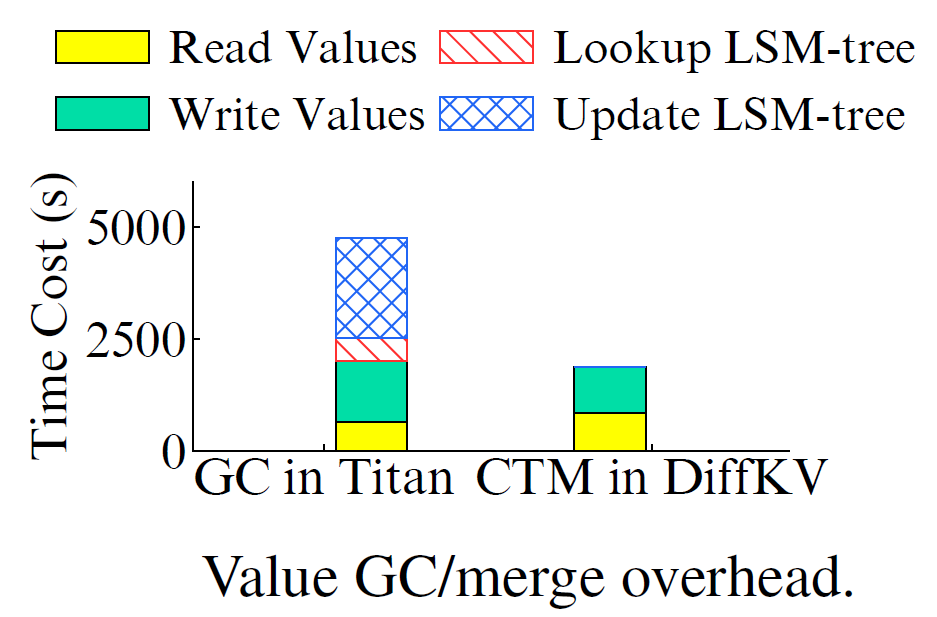 Read Values
Lookup LSM-tree
Write Values
Update LSM-tree
Time Cost (s)
5000
2500
0
GC in Titan
CTM in DiffKV
Value GC/merge overhead.